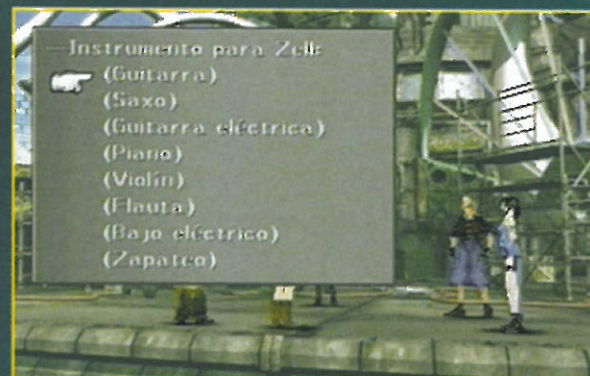 Instrumento para Zell:
(Guitarra)
(Saxo)
(Guitarra eléctrica)
(Piano)
(Violín)
(Flauta)
(Bajo eléctrico)
(Zapateo)